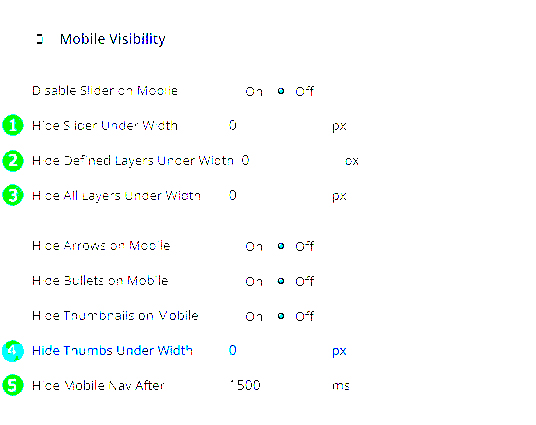 Mobile Visibility
Disable Slider on Mobile On Off
1 Hide Slider Under Width 0 px
2 Hide Defined Layers Under Width 0 px
3 Hide All Layers Under Width 0 px
Hide Arrows on Mobile On Off
Hide Bullets on Mobile On Off
Hide Thumbnails on Mobile On Off
4 Hide Thumbs Under Width 0 px
5 Hide Mobile Nav After 1500 ms